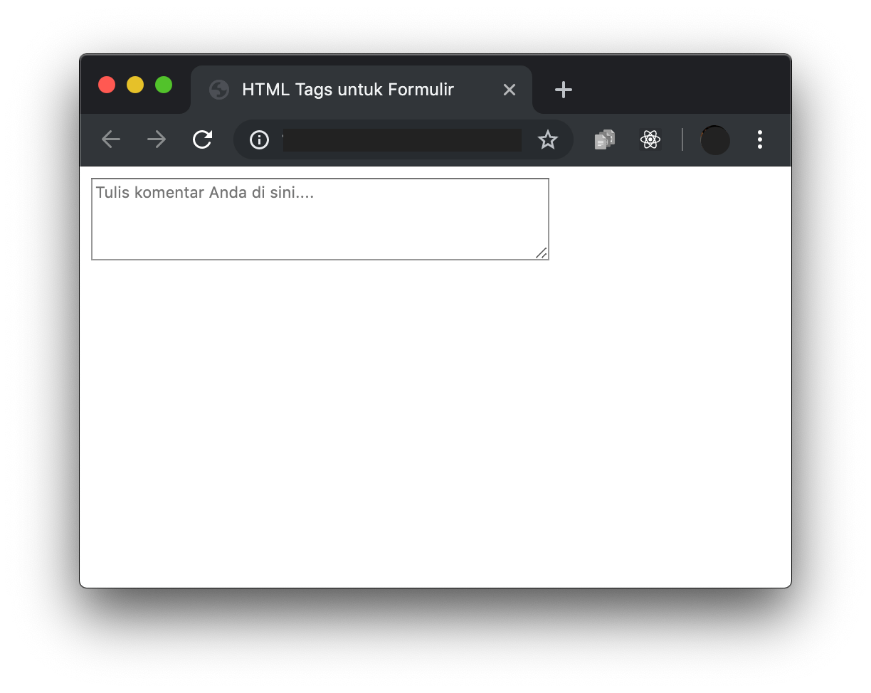 HTML Tags untuk Formulir
Tulis komentar Anda di sini....